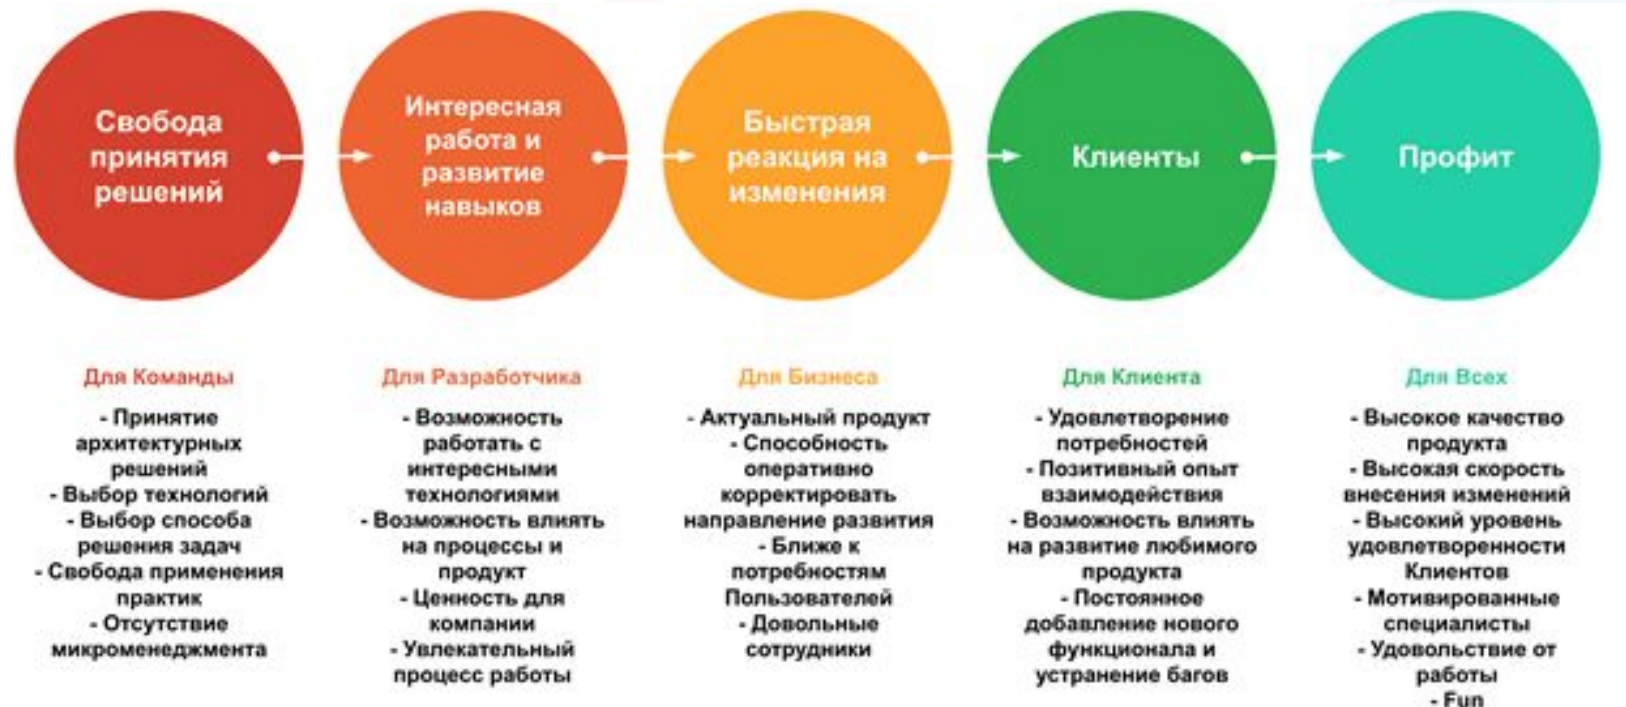 Свобода
принятия
решений
Интересная
работа и
развитие
навыков
Быстрая
реакция на
изменения
Клиенты
Профит
Для Команды
- Принятие
архитектурных
решений
- Выбор технологий
- Выбор способа
решения задач
- Свобода применения
практик
- Отсутствие
микроменеджмента
Для Разработчика
- Возможность
работать с
интересными
технологиями
- Возможность влиять
на процессы и
продукт
- Ценность для
компании
- Увлекательный
процесс работы
Для Бизнеса
- Актуальный продукт
- Способность
оперативно
корректировать
направление развития
- Ближе к
потребностям
Пользователей
- Довольные
сотрудники
Для Клиента
- Удовлетворение
потребностей
- Позитивный опыт
взаимодействия
- Возможность влиять
на развитие любимого
продукта
- Постоянное
добавление нового
функционала и
устранение багов
Для Всех
- Высокое качество
продукта
- Высокая скорость
внесения изменений
- Высокий уровень
удовлетворенности
Клиентов
- Мотивированные
специалисты
- Удовольствие от
работы
- Fun